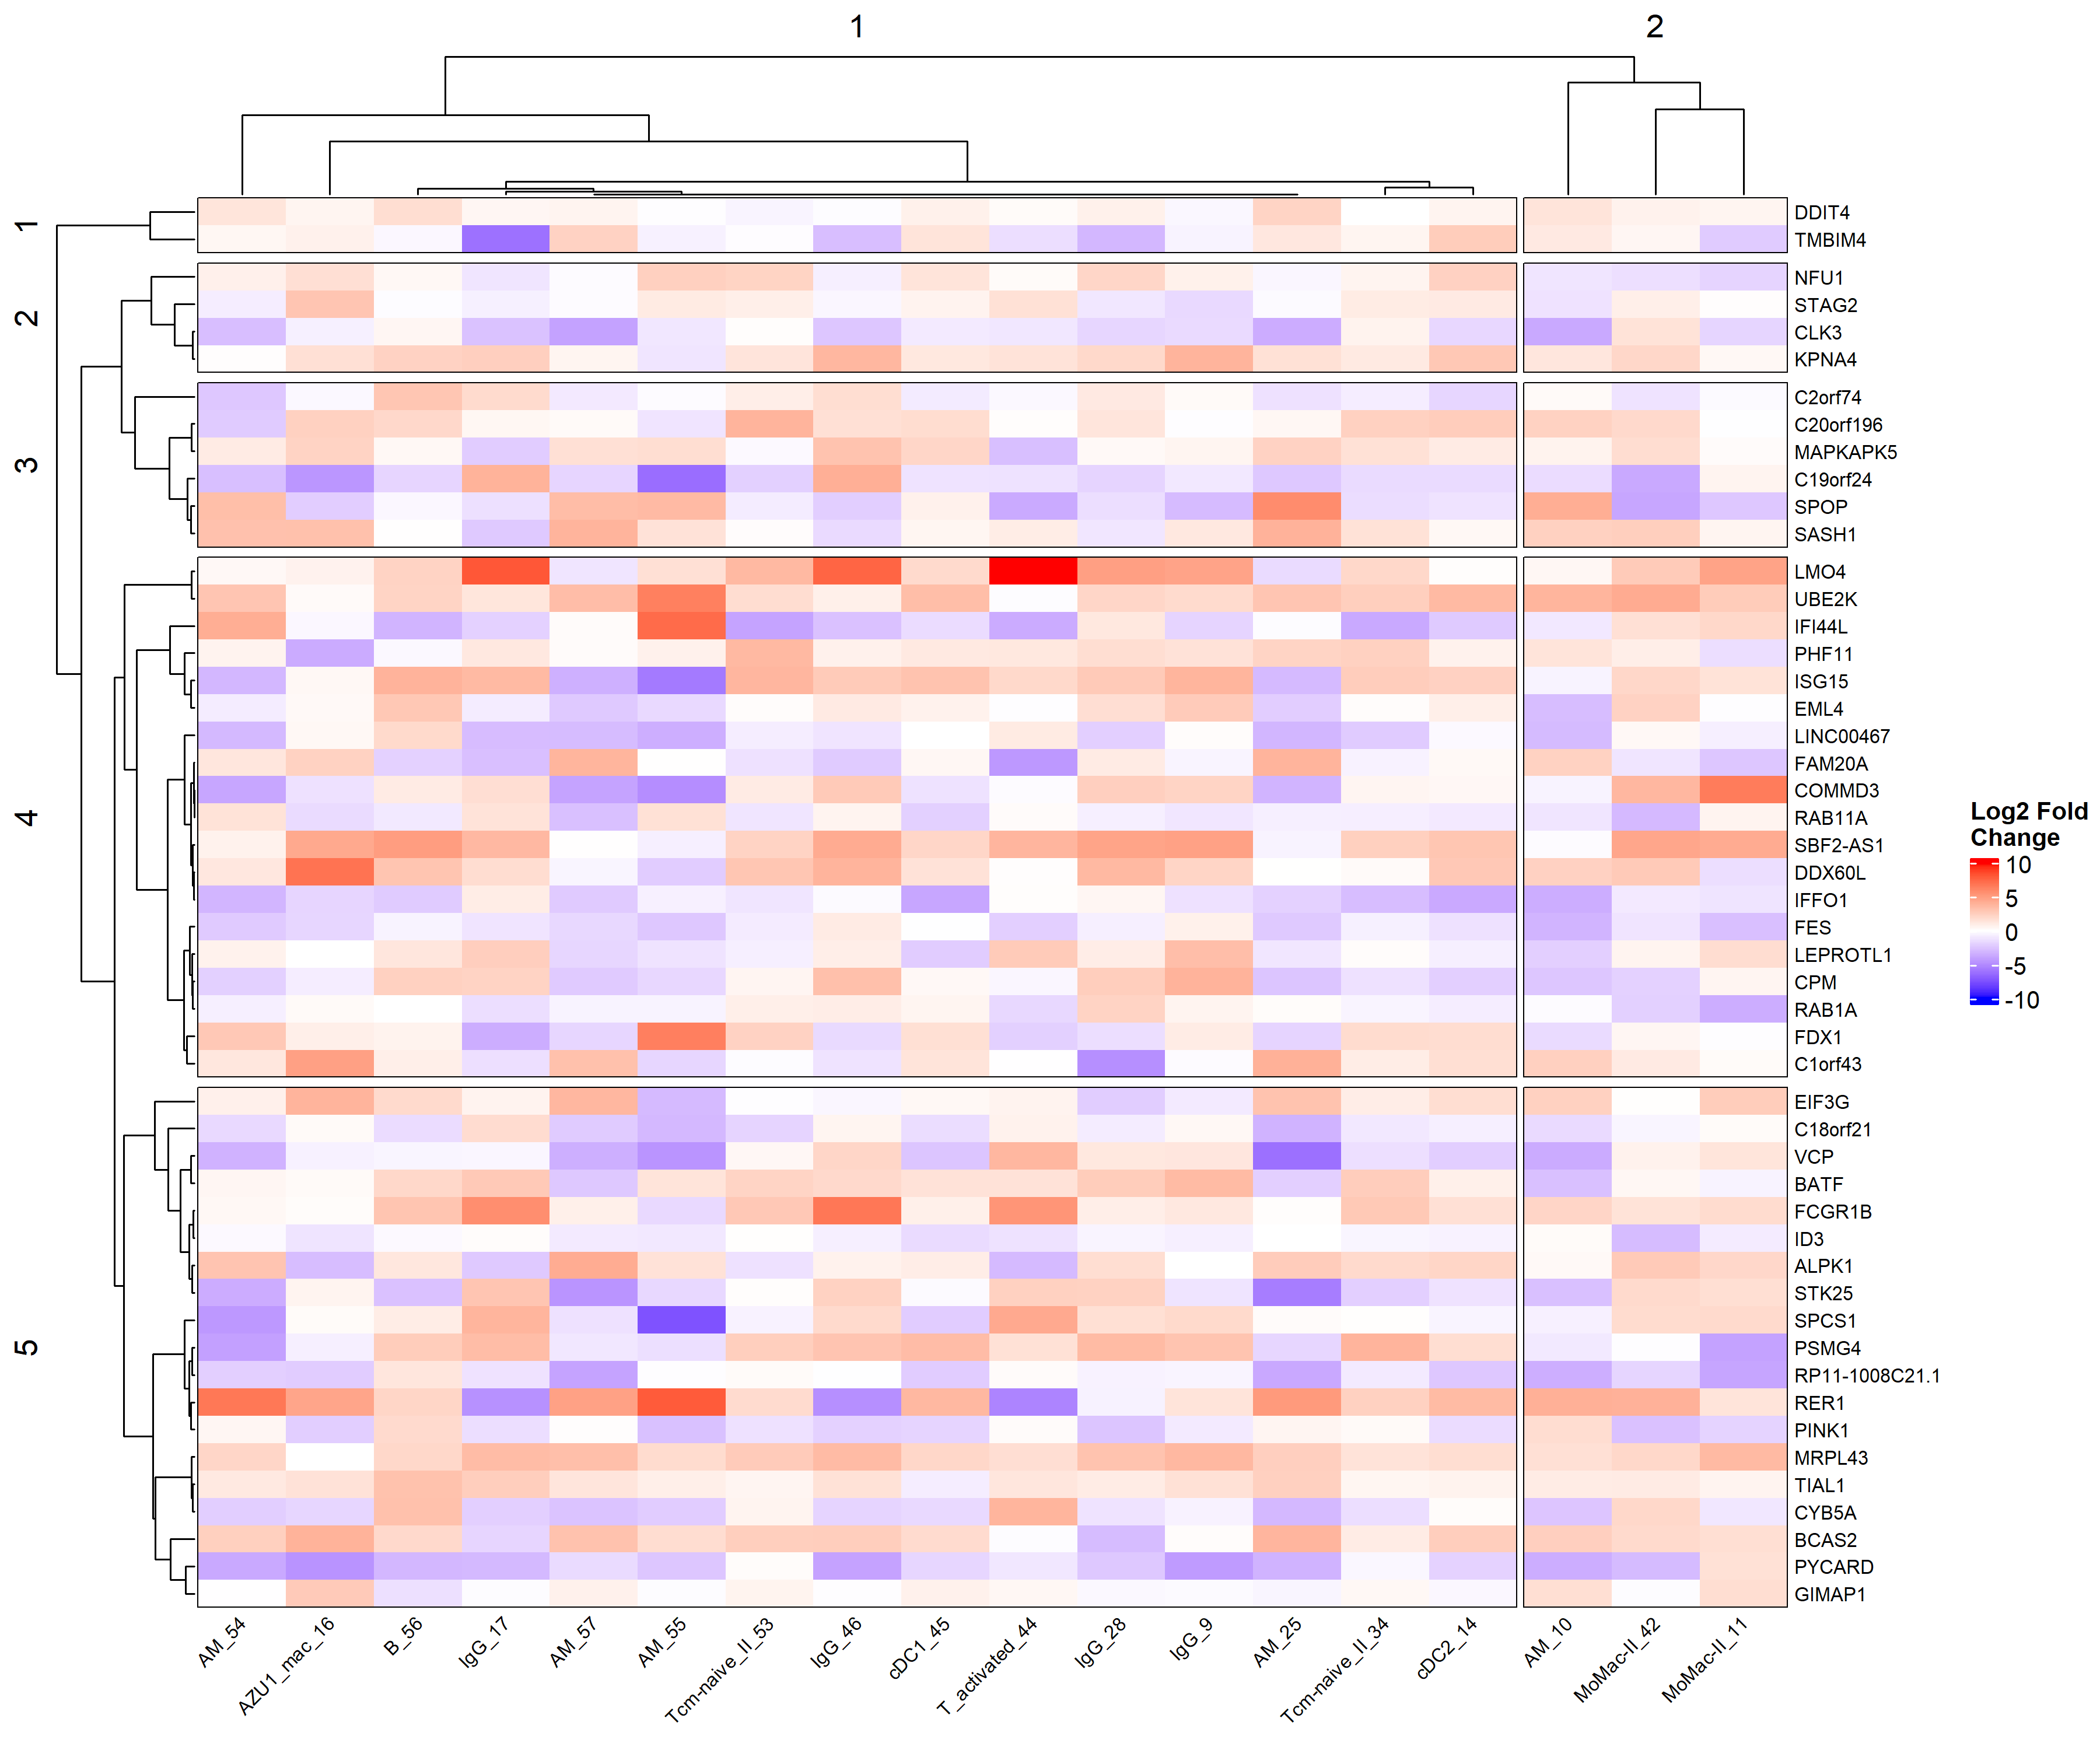 1
2
1
2
3
4
5
DDIT4
TMBIM4
NFU1
STAG2
CLK3
KPNA4
C2orf74
C20orf196
MAPKAPK5
C19orf24
SPOP
SASH1
LMO4
UBE2K
IFI44L
PHF11
ISG15
EML4
LINC00467
FAM20A
COMMD3
RAB11A
SBF2-AS1
DDX60L
IFFO1
FES
LEPROTL1
CPM
RAB1A
FDX1
C1orf43
EIF3G
C18orf21
VCP
BATF
FCGR1B
ID3
ALPK1
STK25
SPCS1
PSMG4
RP11-1008C21.1
RER1
PINK1
MRPL43
TIAL1
CYB5A
BCAS2
PYCARD
GIMAP1
AM_54
AZU1_mac_16
B_56
IgG_17
AM_57
AM_55
Tcm-naive_II_53
IgG_46
cDC1_45
T_activated_44
IgG_28
IgG_9
AM_25
Tcm-naive_II_34
cDC2_14
AM_10
MoMac-II_42
MoMac-II_11
Log2 Fold
Change
10
5
0
-5
-10